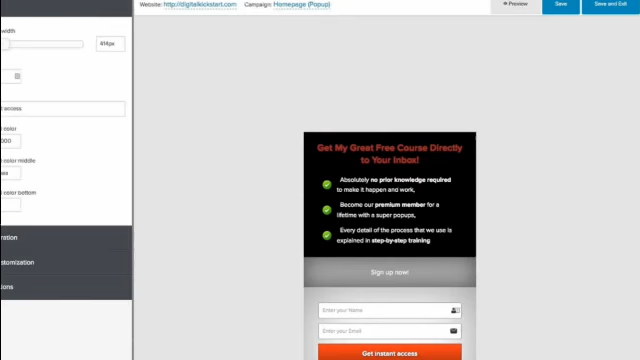 Website: http://digitalkickstart.com Campaign: Homepage (Popup)
Preview
Save
Save and Exit
width
414px
t access
t color
000
color middle
t color bottom
ration
stomization
ions
Get My Great Free Course Directly
to Your Inbox!
Absolutely no prior knowledge required
to make it happen and work,
Become our premium member for a
lifetime with a super popups,
Every detail of the process that we use is
explained in step-by-step training
Sign up now!
Enter your Name
Enter your Email
Get instant access